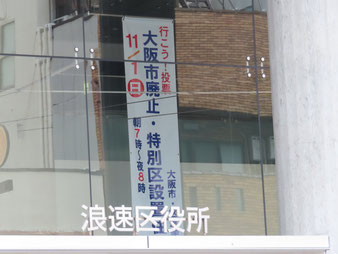 行こう！投票
11/1(日)
朝7時〜夜8時
大阪市廃止・特別区設置
大阪市・
浪速区役所